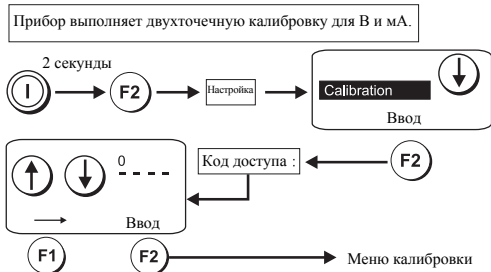 Прибор выполняет двухточечную калибровку для В и мА.
2 секунды
I
F2
Настройка
Calibration
Ввод
0
Код доступа :
F2
Ввод
F1
F2
Меню калибровки